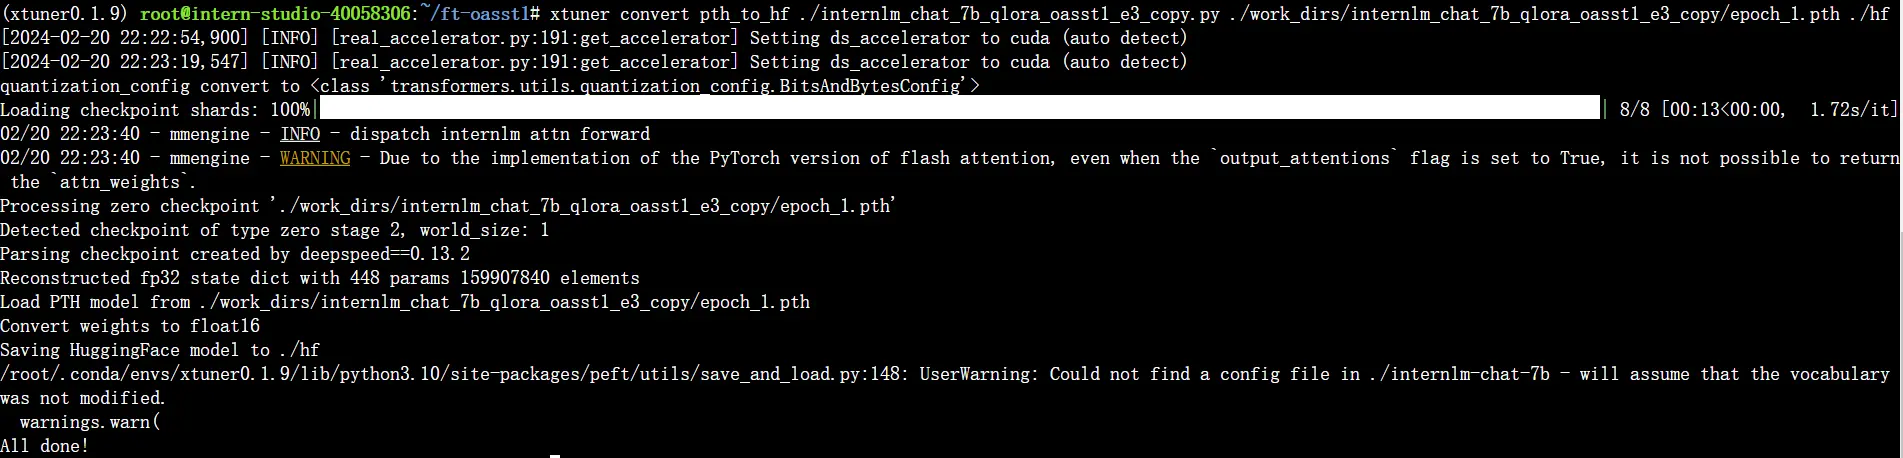 (xtuner0.1.9) root@intern-studio-40058306:~/ft-oasst1# xtuner convert pth_to_hf ./internlm_chat_7b_qlora_oasst1_e3_copy.py ./work_dirs/internlm_chat_7b_qlora_oasst1_e3_copy/epoch_1.pth ./hf
[2024-02-20 22:22:54,900] [INFO] [real_accelerator.py:191:get_accelerator] Setting ds_accelerator to cuda (auto detect)
[2024-02-20 22:23:19,547] [INFO] [real_accelerator.py:191:get_accelerator] Setting ds_accelerator to cuda (auto detect)
quantization_config convert to <class 'transformers.utils.quantization_config.BitsAndBytesConfig'>
Loading checkpoint shards: 100%| | 8/8 [00:13<00:00, 1.72s/it]
02/20 22:23:40 - mmengine - INFO - dispatch internlm attn forward
02/20 22:23:40 - mmengine - WARNING - Due to the implementation of the PyTorch version of flash attention, even when the `output_attentions` flag is set to True, it is not possible to return
 the `attn_weights`.
Processing zero checkpoint './work_dirs/internlm_chat_7b_qlora_oasst1_e3_copy/epoch_1.pth'
Detected checkpoint of type zero stage 2, world_size: 1
Parsing checkpoint created by deepspeed==0.13.2
Reconstructed fp32 state dict with 448 params 159907840 elements
Load PTH model from ./work_dirs/internlm_chat_7b_qlora_oasst1_e3_copy/epoch_1.pth
Convert weights to float16
Saving HuggingFace model to ./hf
/root/.conda/envs/xtuner0.1.9/lib/python3.10/site-packages/peft/utils/save_and_load.py:148: UserWarning: Could not find a config file in ./internlm-chat-7b - will assume that the vocabulary
was not modified.
  warnings.warn(
All done!